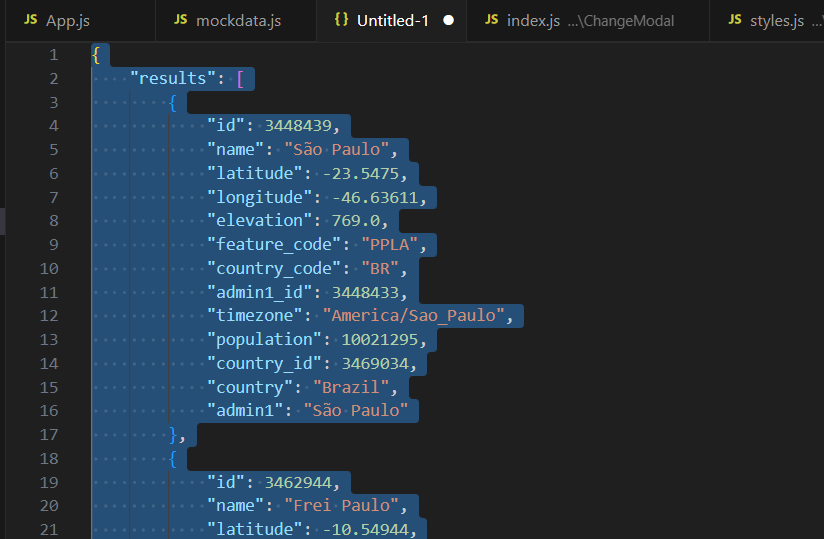 JS App.js JS mockdata.js {} Untitled-1 JS index.js ...\ChangeModal JS styles.js ...\
1 {
2 "results": [
3 {
4 "id": 3448439,
5 "name": "São Paulo",
6 "latitude": -23.5475,
7 "longitude": -46.63611,
8 "elevation": 769.0,
9 "feature_code": "PPLA",
10 "country_code": "BR",
11 "admin1_id": 3448433,
12 "timezone": "America/Sao_Paulo",
13 "population": 10021295,
14 "country_id": 3469034,
15 "country": "Brazil",
16 "admin1": "São Paulo"
17 },
18 {
19 "id": 3462944,
20 "name": "Frei Paulo",
21 "latitude": -10.54944,